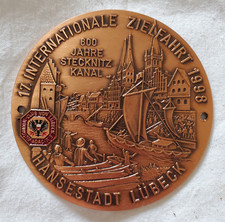 17. INTERNATIONALE ZIELFAHRT 1998
600
JAHRE
STECKNITZ
KANAL
HANSESTADT LÜBECK